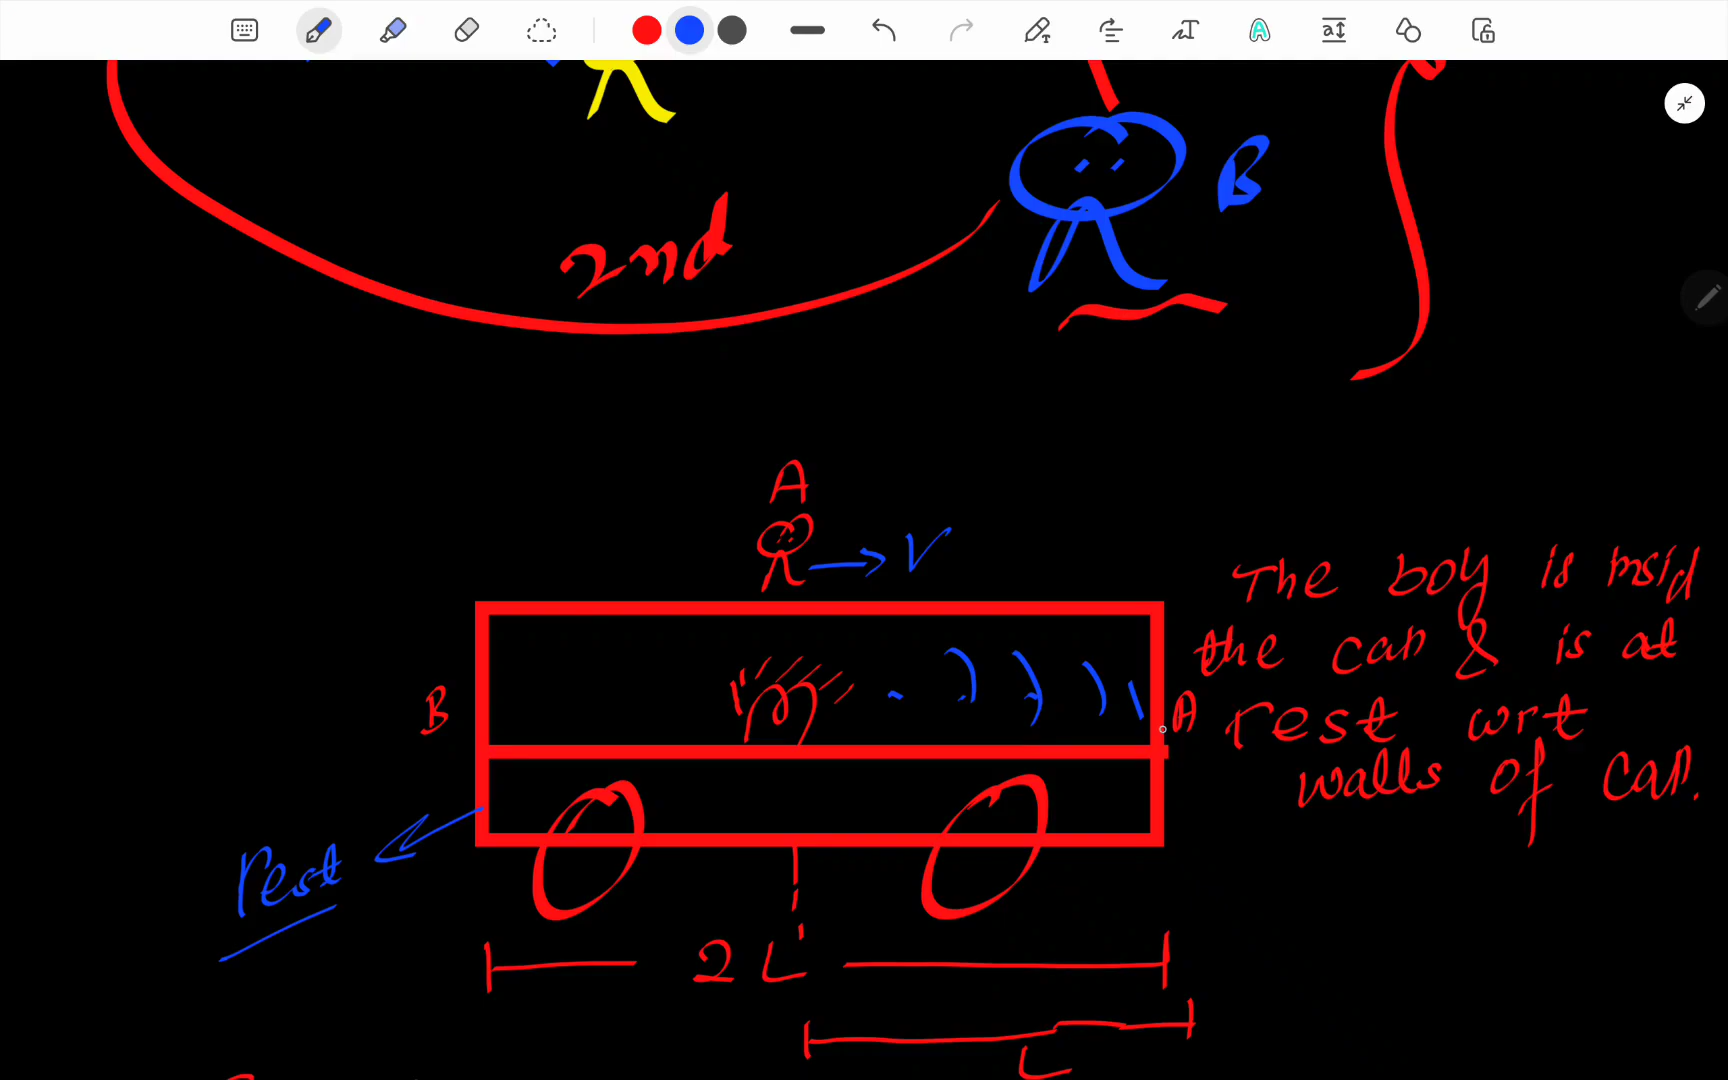 B
2nd
A
V
The boy is insid
the car & is at
B
A
rest wrt
walls of car.
rest
2L
L